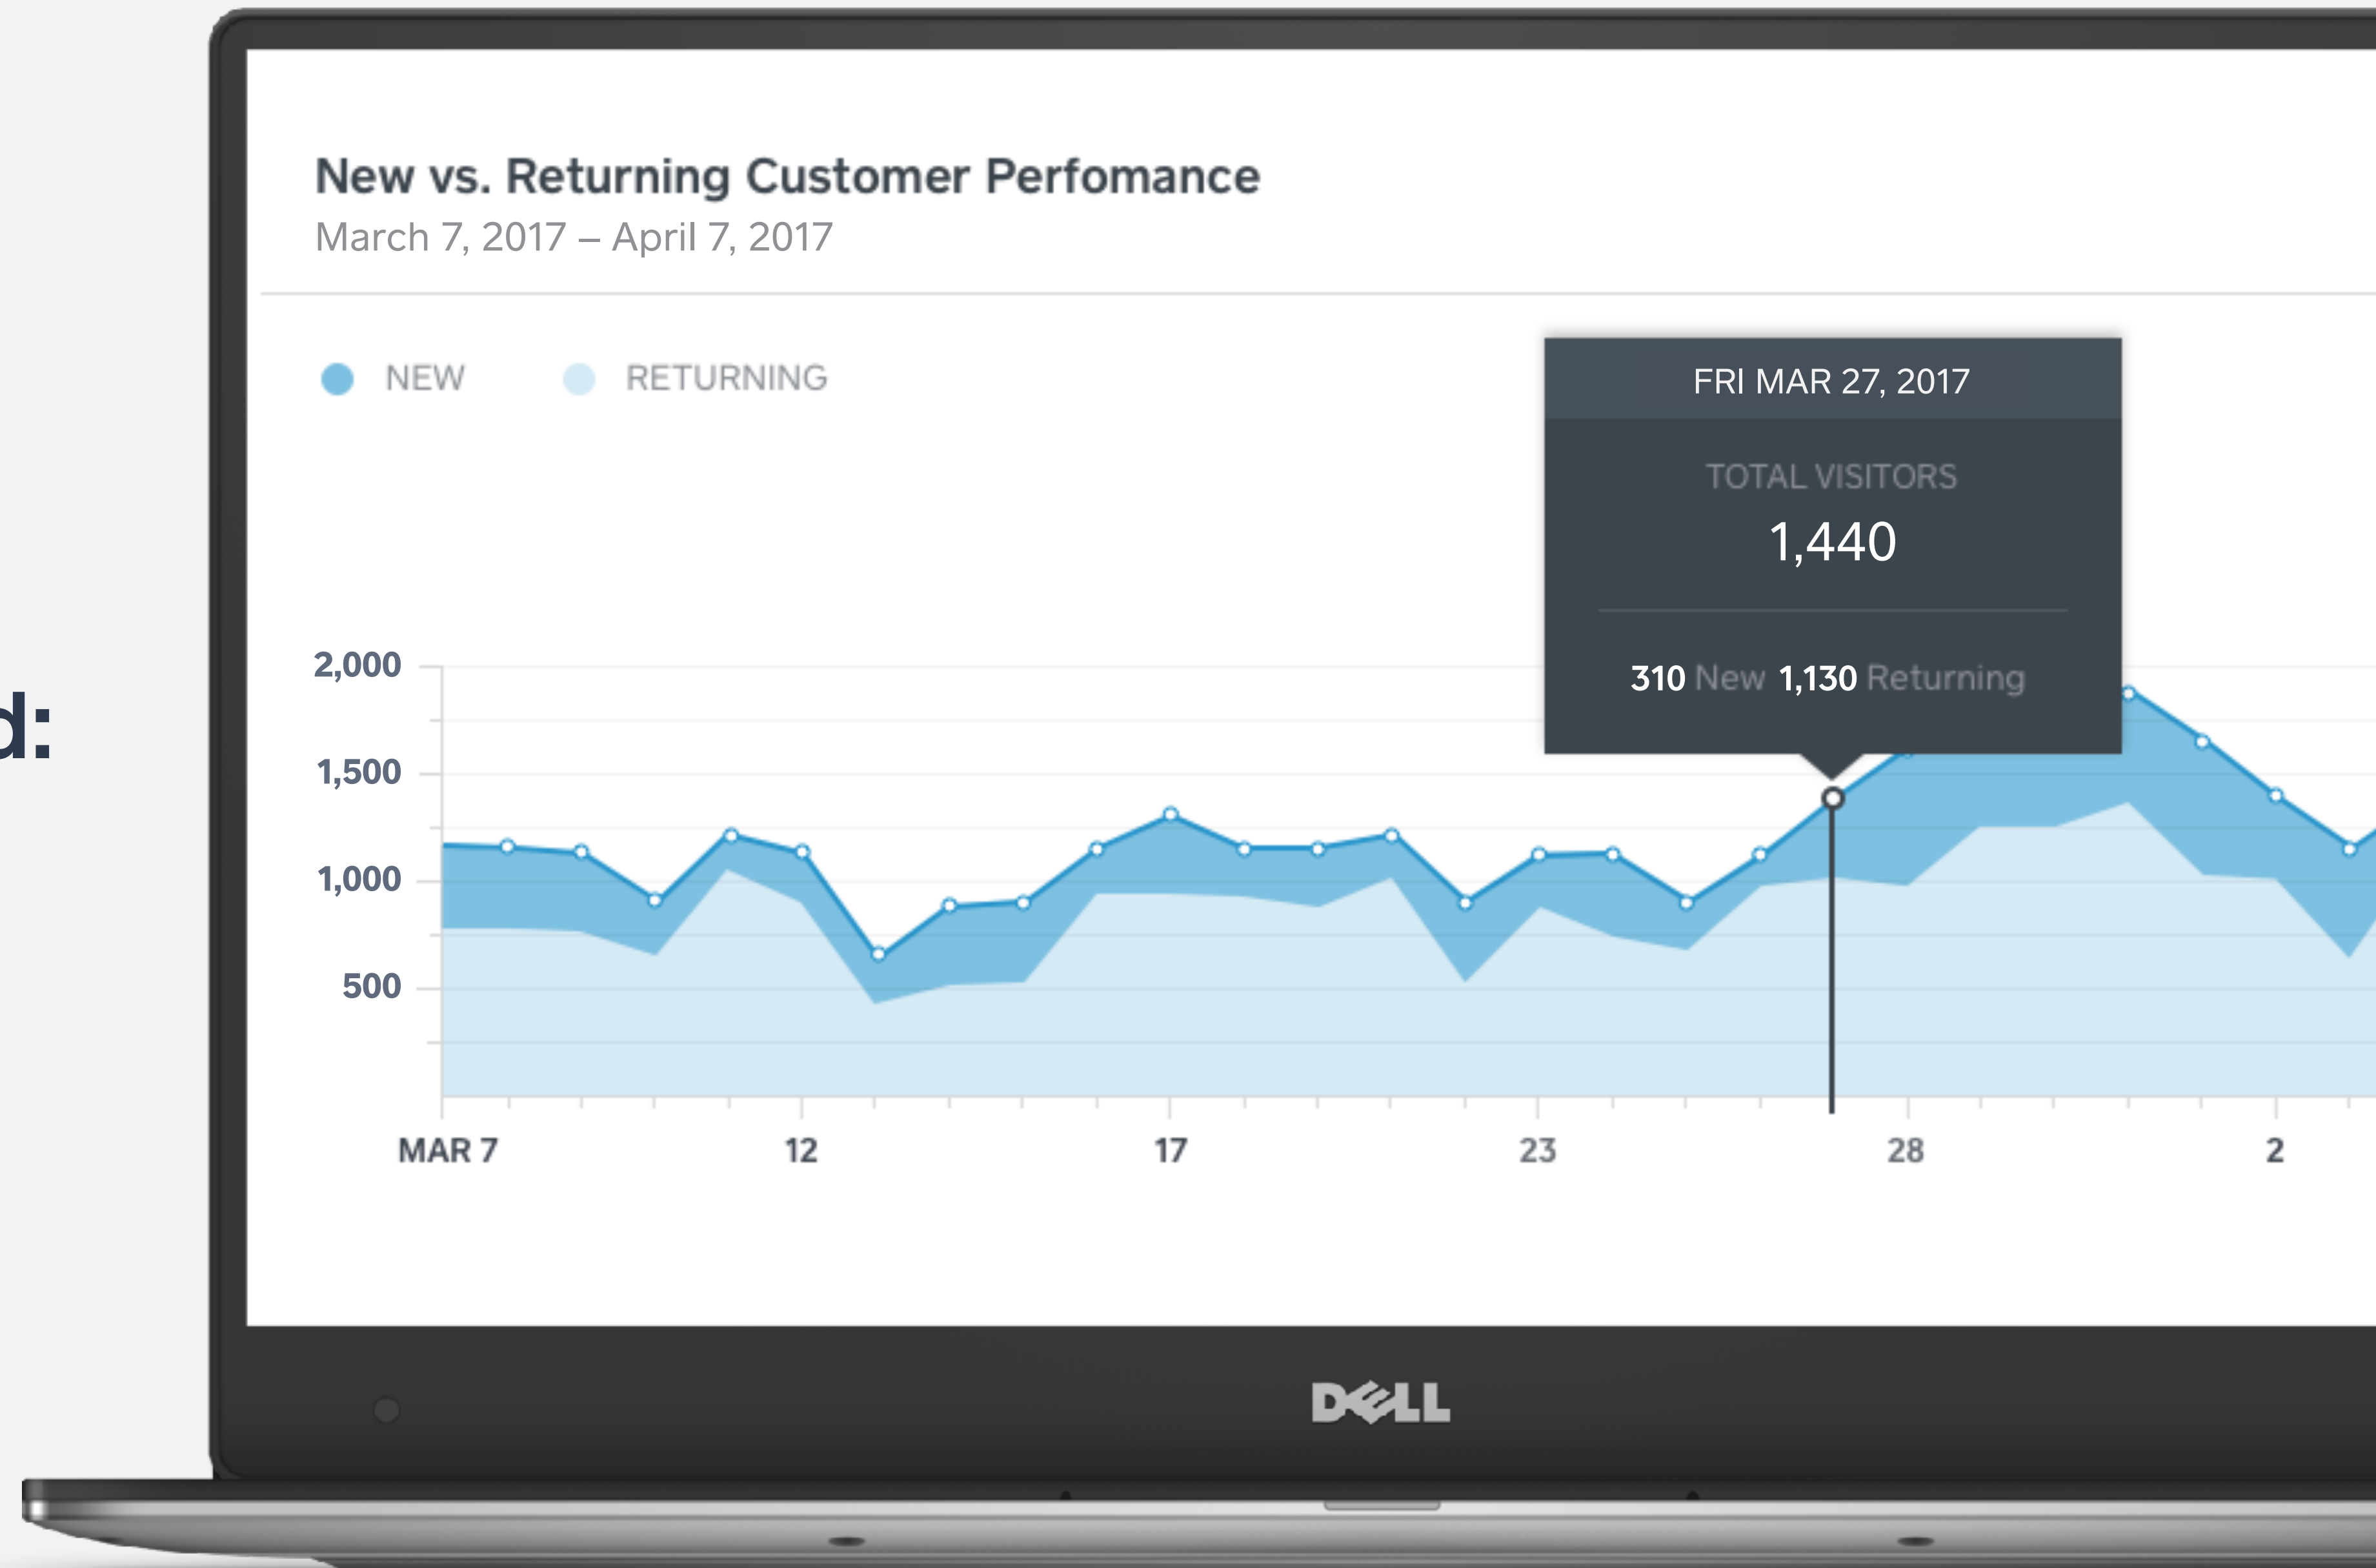 New vs. Returning Customer Perfomance
March 7, 2017 – April 7, 2017
NEW RETURNING
FRI MAR 27, 2017
TOTAL VISITORS
1,440
310 New 1,130 Returning
2,000
1,500
1,000
500
d:
MAR 7 12 17 23 28 2
DELL